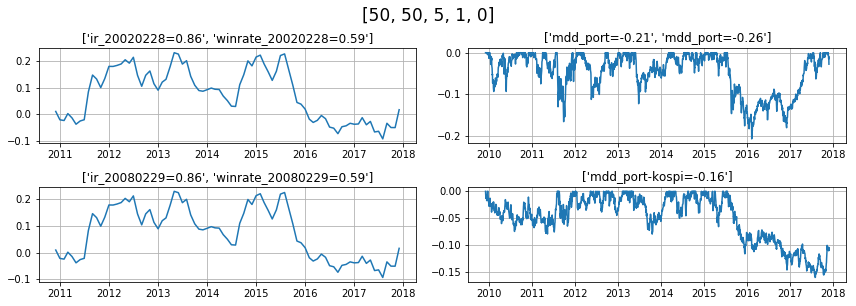 [50, 50, 5, 1, 0]
['ir_20020228=0.86', 'winrate_20020228=0.59']
0.2
0.1
0.0
−0.1
2011 2012 2013 2014 2015 2016 2017 2018
['mdd_port=-0.21', 'mdd_port=-0.26']
0.0
−0.1
−0.2
2010 2011 2012 2013 2014 2015 2016 2017 2018
['ir_20080229=0.86', 'winrate_20080229=0.59']
0.2
0.1
0.0
−0.1
2011 2012 2013 2014 2015 2016 2017 2018
['mdd_port-kospi=-0.16']
0.00
−0.05
−0.10
−0.15
2010 2011 2012 2013 2014 2015 2016 2017 2018